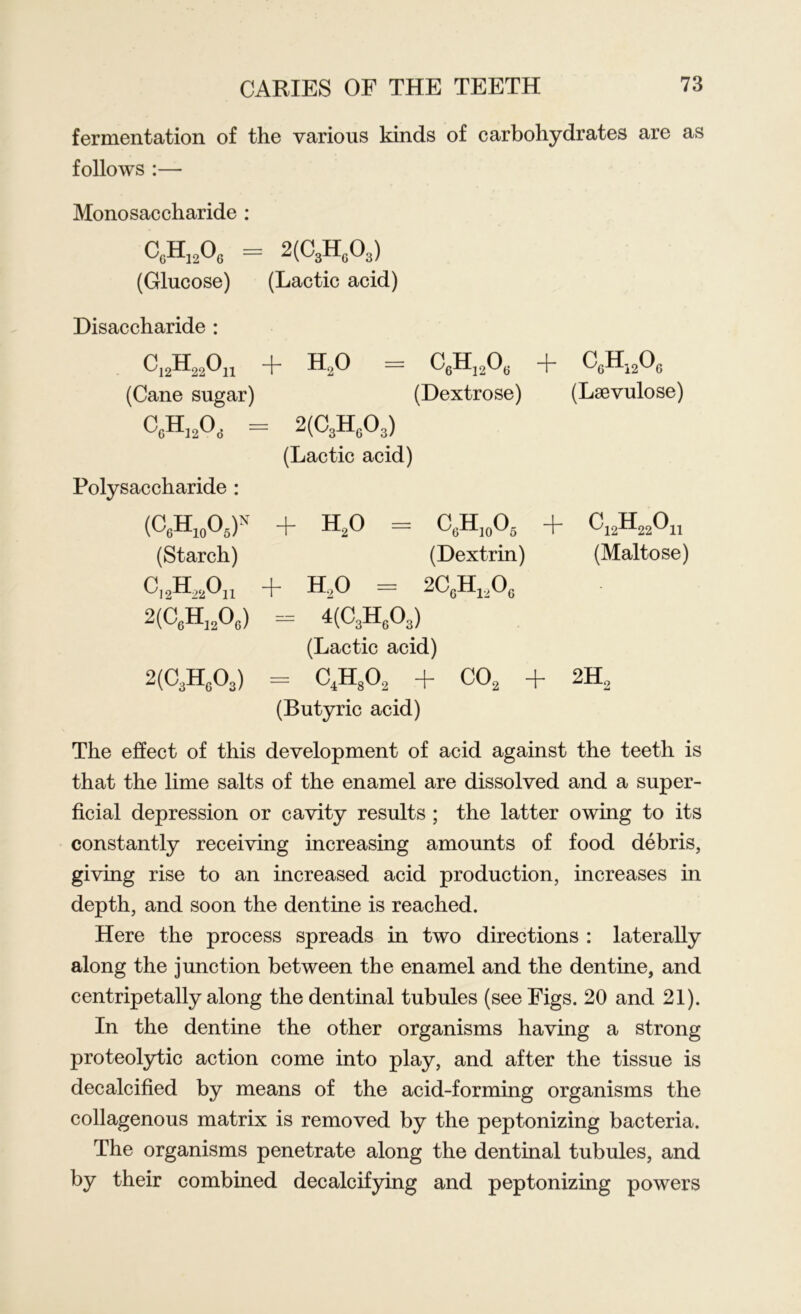 CARIES OF THE TEETH 73
fermentation of the various kinds of carbohydrates are as
follows :—
Monosaccharide :
C₆H₁₂O₆ = 2(C₃H₆O₃)
(Glucose) (Lactic acid)
Disaccharide :
C₁₂H₂₂O₁₁ + H₂O = C₆H₁₂O₆ + C₆H₁₂O₆
(Cane sugar) (Dextrose) (Lævulose)
C₆H₁₂O₆ = 2(C₃H₆O₃)
(Lactic acid)
Polysaccharide :
(C₆H₁₀O₅)ᴺ + H₂O = C₆H₁₀O₅ + C₁₂H₂₂O₁₁
(Starch) (Dextrin) (Maltose)
C₁₂H₂₂O₁₁ + H₂O = 2C₆H₁₂O₆
2(C₆H₁₂O₆) = 4(C₃H₆O₃)
(Lactic acid)
2(C₃H₆O₃) = C₄H₈O₂ + CO₂ + 2H₂
(Butyric acid)
The effect of this development of acid against the teeth is
that the lime salts of the enamel are dissolved and a super-
ficial depression or cavity results ; the latter owing to its
constantly receiving increasing amounts of food débris,
giving rise to an increased acid production, increases in
depth, and soon the dentine is reached.
Here the process spreads in two directions : laterally
along the junction between the enamel and the dentine, and
centripetally along the dentinal tubules (see Figs. 20 and 21).
In the dentine the other organisms having a strong
proteolytic action come into play, and after the tissue is
decalcified by means of the acid-forming organisms the
collagenous matrix is removed by the peptonizing bacteria.
The organisms penetrate along the dentinal tubules, and
by their combined decalcifying and peptonizing powers